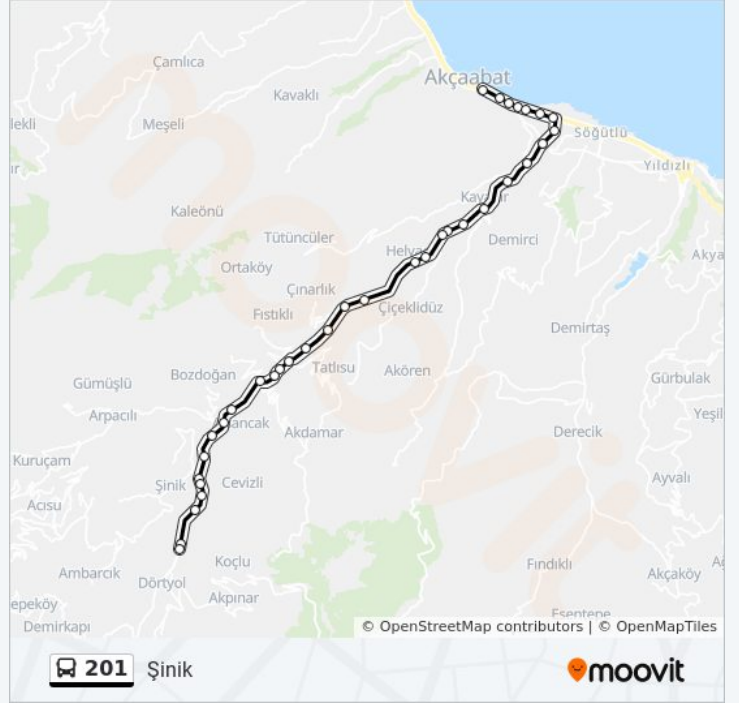 Akçaabat
Çamlıca
Kavaklı
Meşeli
Söğütlü
Yıldızlı
Kaleönü
Tütüncüler
Demirci
Ortaköy
Çınarlık
Fıstıklı
Çiçeklidüz
Demirtaş
Tatlısu
Akören
Bozdoğan
Gümüşlü
Gürbulak
Arpacılı
Akdamar
Derecik
Kuruçam
Şinik
Cevizli
Ayvalı
Acısu
Koçlu
Fındıklı
Ambarcık
Dörtyol
Akçaköy
Akpınar
Esentepe
Demirkapı
© OpenStreetMap contributors | © OpenMapTiles
201 Şinik
moovit